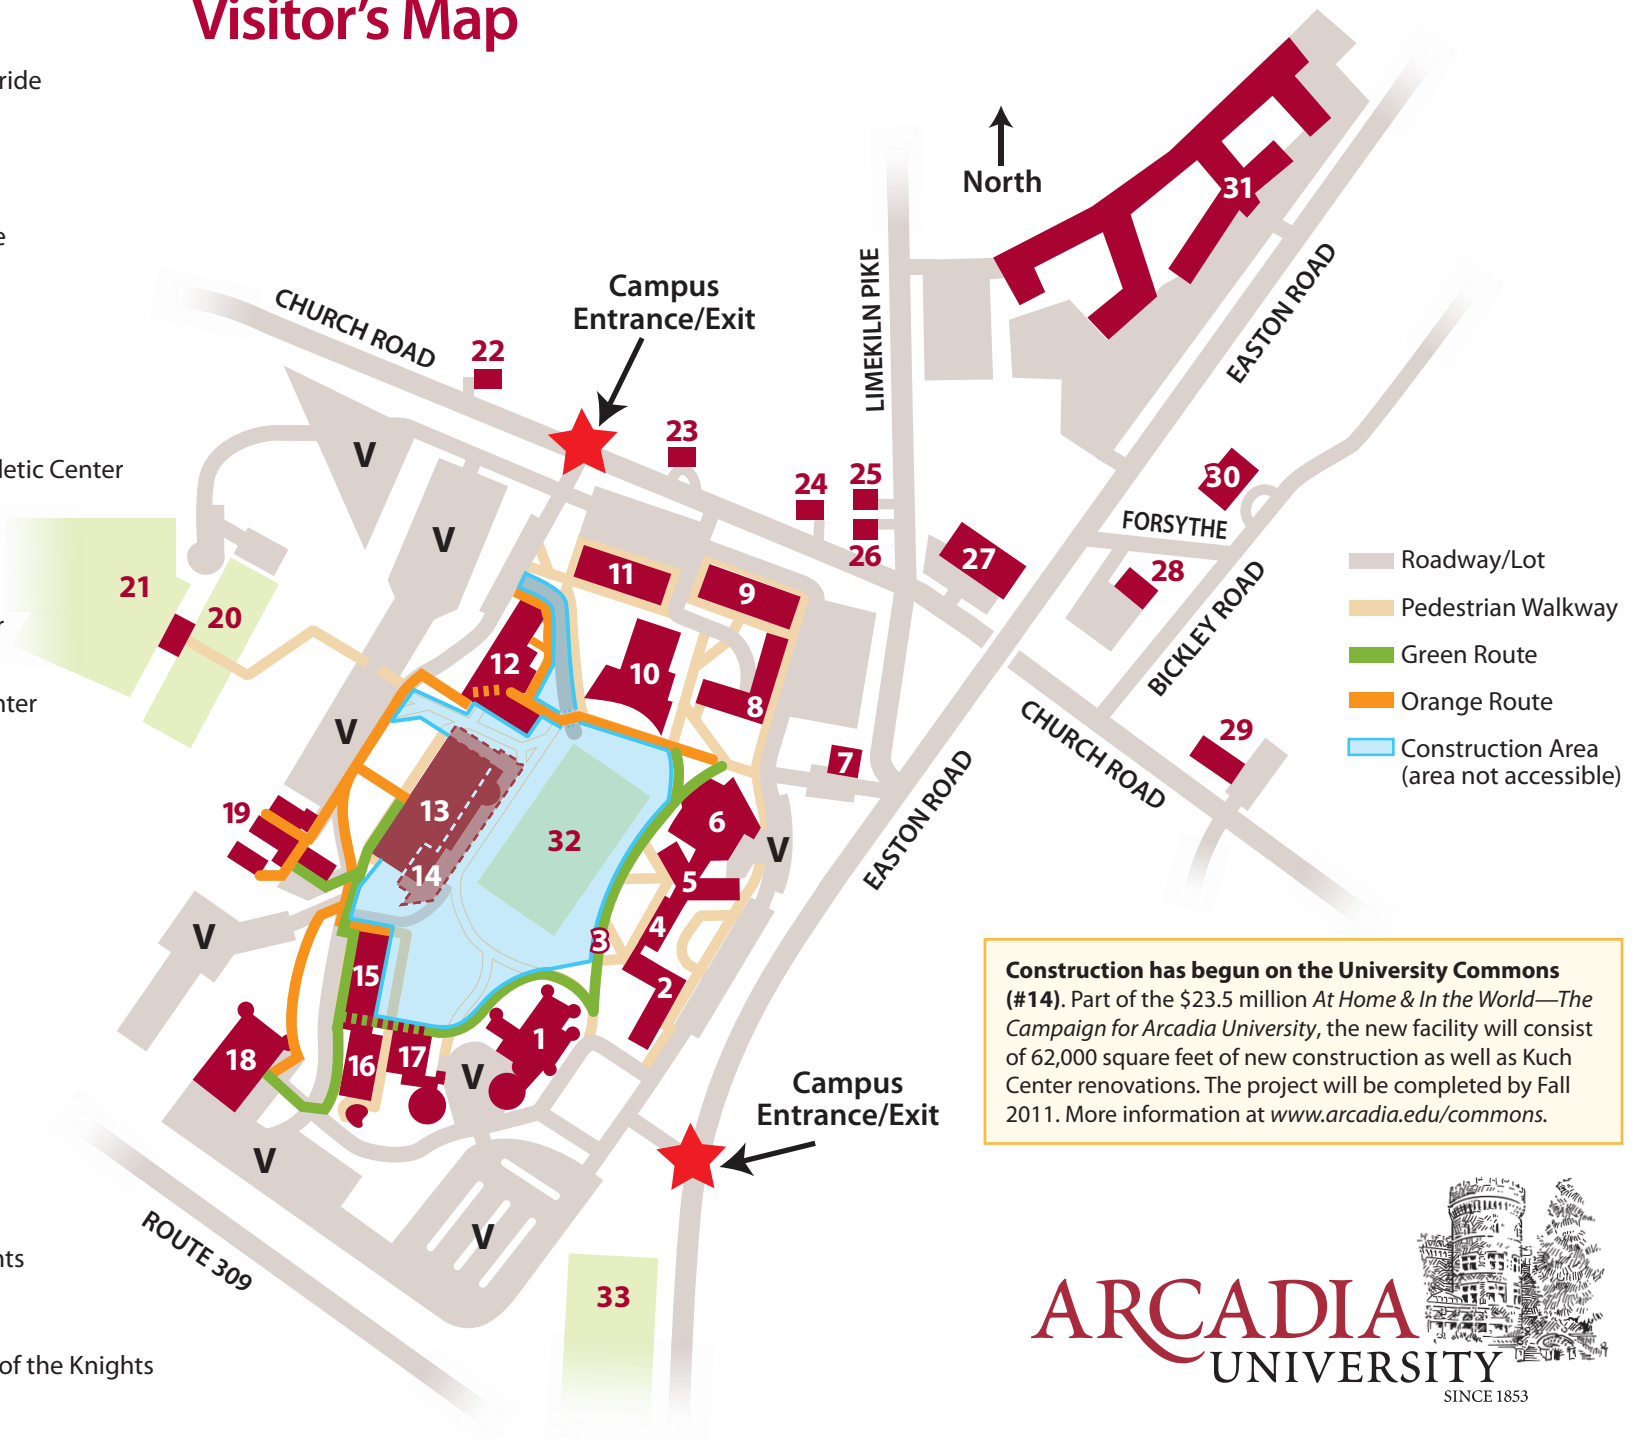 Visitor's Map
ride
e
letic Center
r
nter
nts
of the Knights
North
31
LIMEKILN PIKE
EASTON ROAD
Campus
Entrance/Exit
CHURCH ROAD
22
23
24
25
26
27
30
FORSYTHE
28
BICKLEY ROAD
29
CHURCH ROAD
EASTON ROAD
V
V
21
20
11
9
12
10
8
7
V
13
32
6
V
19
14
5
4
3
V
15
2
1
18
16
17
V
V
V
33
ROUTE 309
Campus
Entrance/Exit
Roadway/Lot
Pedestrian Walkway
Green Route
Orange Route
Construction Area
(area not accessible)
Construction has begun on the University Commons
(#14). Part of the $23.5 million At Home & In the World—The
Campaign for Arcadia University, the new facility will consist
of 62,000 square feet of new construction as well as Kuch
Center renovations. The project will be completed by Fall
2011. More information at www.arcadia.edu/commons.
ARCADIA
UNIVERSITY
SINCE 1853